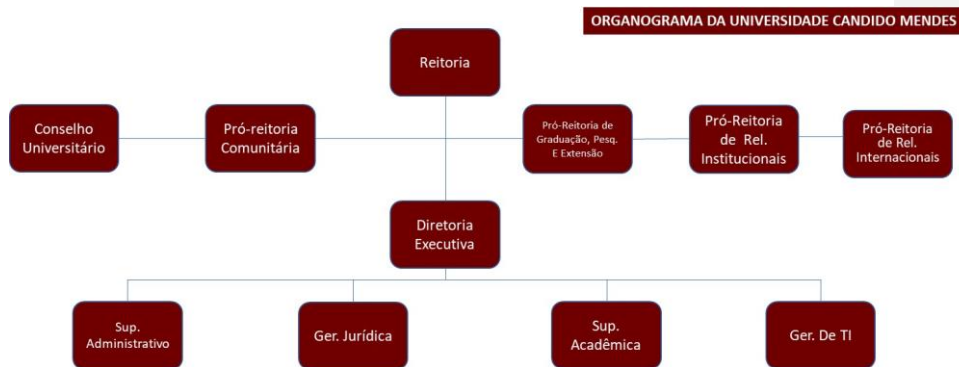 ORGANOGRAMA DA UNIVERSIDADE CANDIDO MENDES
Reitoria
Conselho
Universitário
Pró-reitoria
Comunitária
Pró-Reitoria de
Graduação, Pesq.
E Extensão
Pró-Reitoria
de Rel.
Institucionais
Pró-Reitoria
de Rel.
Internacionais
Diretoria
Executiva
Sup.
Administrativo
Ger. Jurídica
Sup.
Acadêmica
Ger. De TI